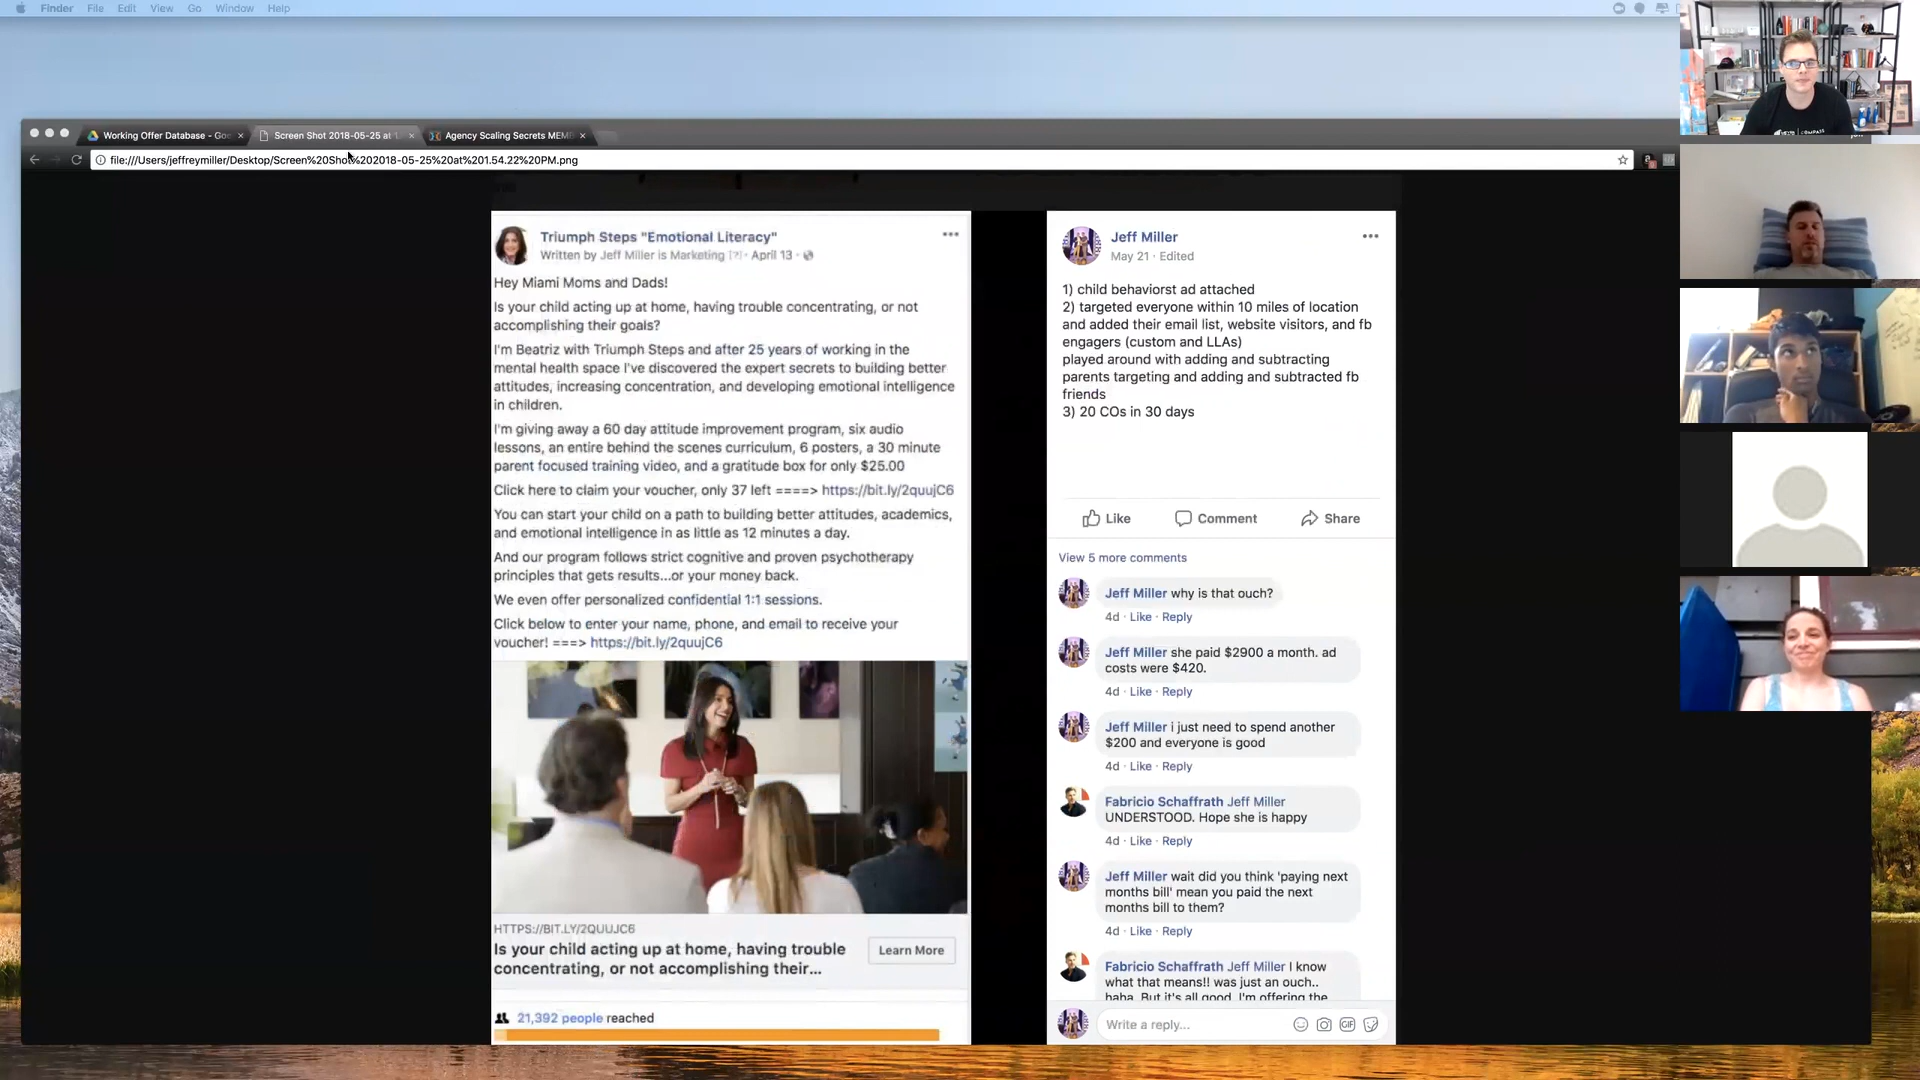 Finder File Edit View Go Window Help
Working Offer Database - Goo
Screen Shot 2018-05-25 at 1.
Agency Scaling Secrets MEMB
file:///Users/jeffreymiller/Desktop/Screen%20Shot%202018-05-25%20at%201.54.22%20PM.png
Triumph Steps "Emotional Literacy"
Written by Jeff Miller is Marketing [?] · April 13 ·
Hey Miami Moms and Dads!
Is your child acting up at home, having trouble concentrating, or not
accomplishing their goals?
I'm Beatriz with Triumph Steps and after 25 years of working in the
mental health space I've discovered the expert secrets to building better
attitudes, increasing concentration, and developing emotional intelligence
in children.
I'm giving away a 60 day attitude improvement program, six audio
lessons, an entire behind the scenes curriculum, 6 posters, a 30 minute
parent focused training video, and a gratitude box for only $25.00
Click here to claim your voucher, only 37 left ====> https://bit.ly/2quujC6
You can start your child on a path to building better attitudes, academics,
and emotional intelligence in as little as 12 minutes a day.
And our program follows strict cognitive and proven psychotherapy
principles that gets results...or your money back.
We even offer personalized confidential 1:1 sessions.
Click below to enter your name, phone, and email to receive your
voucher! ===> https://bit.ly/2quujC6
HTTPS://BIT.LY/2QUUJC6
Is your child acting up at home, having trouble
concentrating, or not accomplishing their...
Learn More
21,392 people reached
Jeff Miller
May 21 · Edited
1) child behaviorst ad attached
2) targeted everyone within 10 miles of location
and added their email list, website visitors, and fb
engagers (custom and LLAs)
played around with adding and subtracting
parents targeting and adding and subtracted fb
friends
3) 20 COs in 30 days
Like Comment Share
View 5 more comments
Jeff Miller why is that ouch?
4d · Like · Reply
Jeff Miller she paid $2900 a month. ad
costs were $420.
4d · Like · Reply
Jeff Miller i just need to spend another
$200 and everyone is good
4d · Like · Reply
Fabricio Schaffrath Jeff Miller
UNDERSTOOD. Hope she is happy
4d · Like · Reply
Jeff Miller wait did you think 'paying next
months bill' mean you paid the next
months bill to them?
4d · Like · Reply
Fabricio Schaffrath Jeff Miller I know
what that means!! was just an ouch..
haha. But it's all good. I'm offering the
Write a reply...
GIF